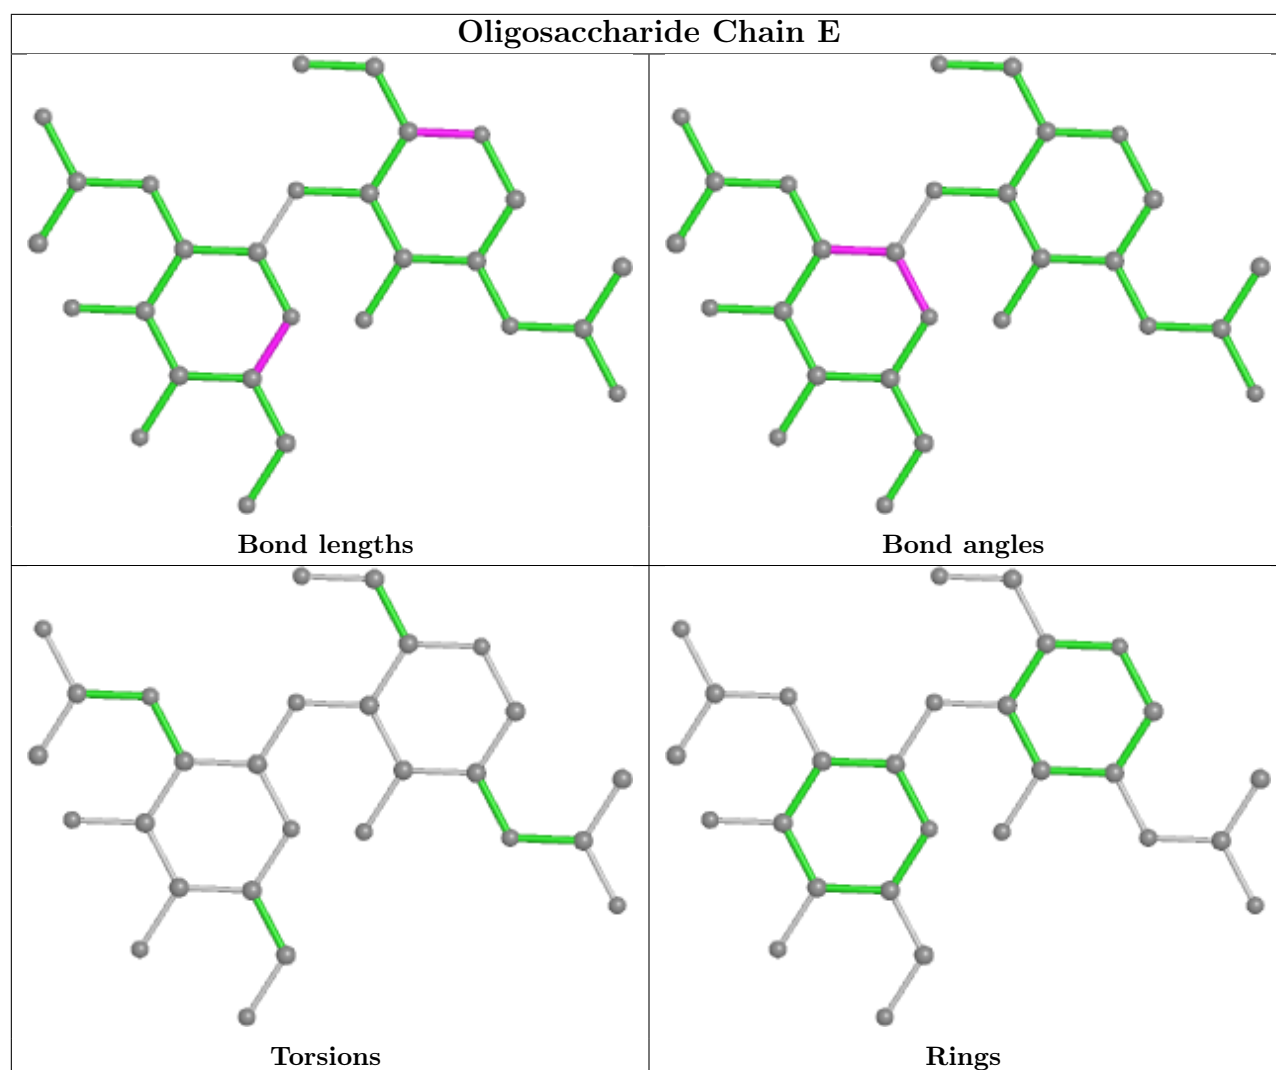 Oligosaccharide Chain E
Bond lengths
Bond angles
Torsions
Rings